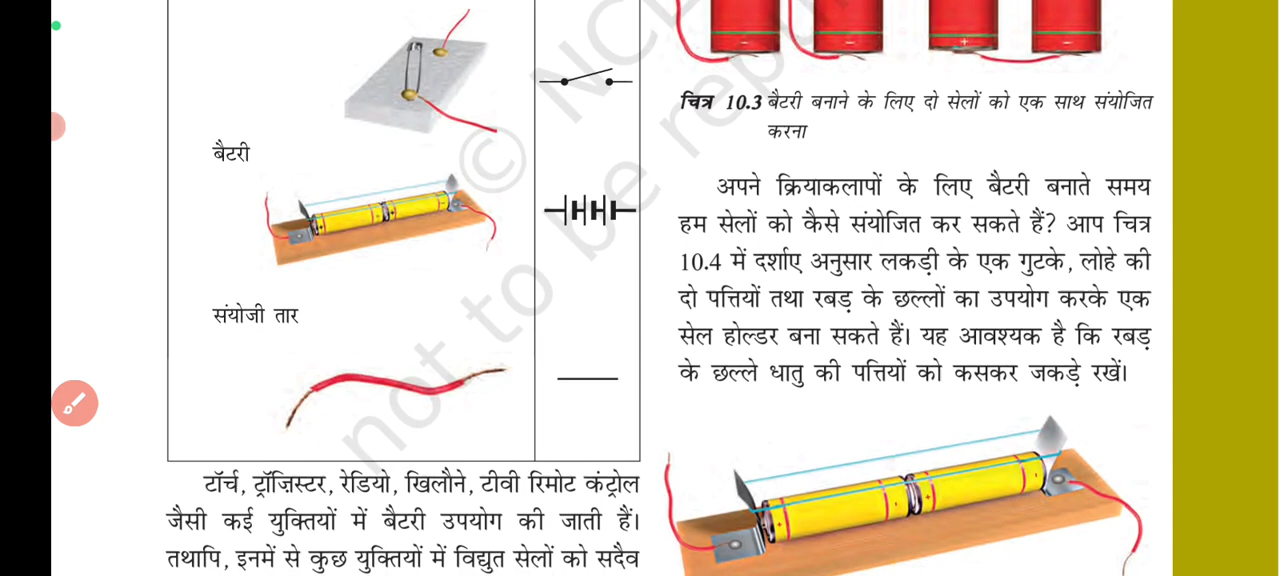 बैटरी
संयोजी तार
टॉर्च, ट्रॉजिस्टर, रेडियो, खिलौने, टीवी रिमोट कंट्रोल
जैसी कई युक्तियों में बैटरी उपयोग की जाती हैं।
तथापि, इनमें से कुछ युक्तियों में विद्युत सेलों को सदैव
चित्र 10.3 बैटरी बनाने के लिए दो सेलों को एक साथ संयोजित
करना
अपने क्रियाकलापों के लिए बैटरी बनाते समय
हम सेलों को कैसे संयोजित कर सकते हैं? आप चित्र
10.4 में दर्शाए अनुसार लकड़ी के एक गुटके, लोहे की
दो पत्तियों तथा रबड़ के छल्लों का उपयोग करके एक
सेल होल्डर बना सकते हैं। यह आवश्यक है कि रबड़
के छल्ले धातु की पत्तियों को कसकर जकड़े रखें।
not to be